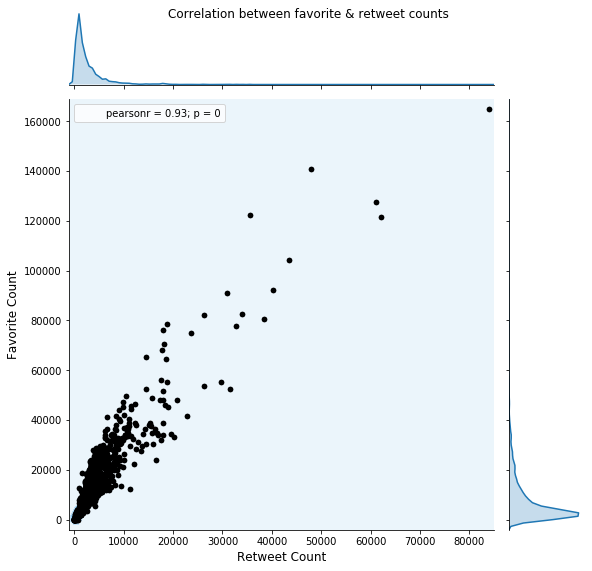 Correlation between favorite & retweet counts
pearsonr = 0.93; p = 0
160000
140000
120000
100000
80000
60000
40000
20000
0
Favorite Count
0 10000 20000 30000 40000 50000 60000 70000 80000
Retweet Count